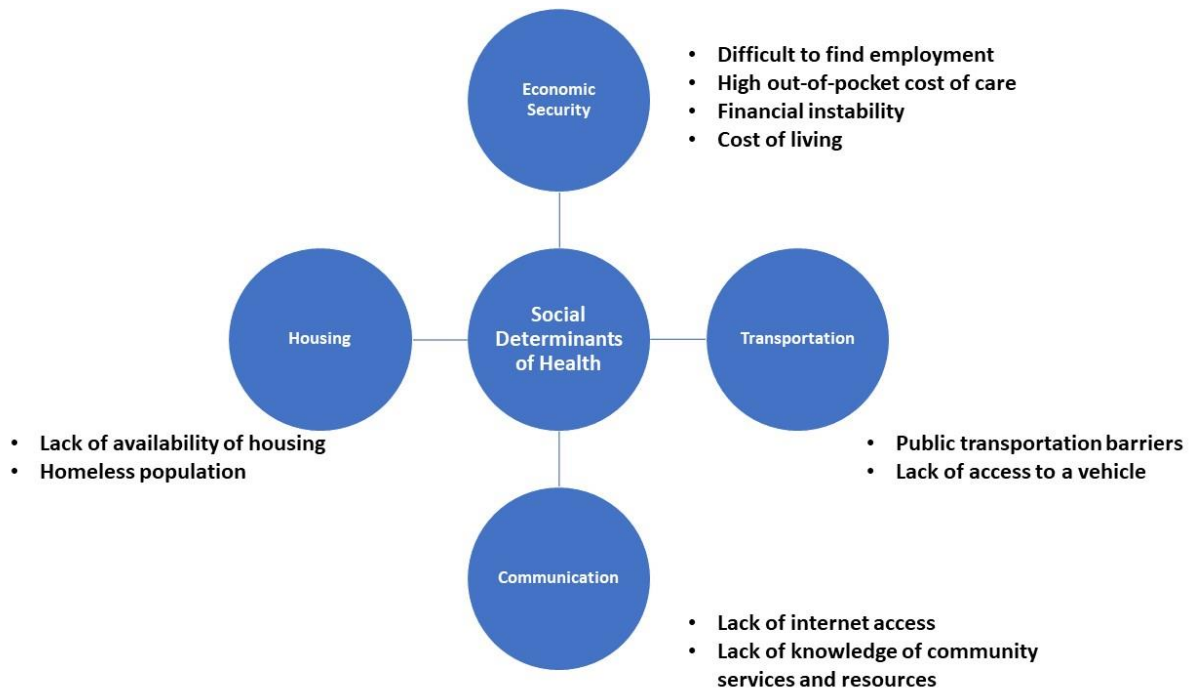 Economic
Security
• Difficult to find employment
• High out-of-pocket cost of care
• Financial instability
• Cost of living
Housing
Social
Determinants
of Health
Transportation
• Lack of availability of housing
• Homeless population
• Public transportation barriers
• Lack of access to a vehicle
Communication
• Lack of internet access
• Lack of knowledge of community
services and resources